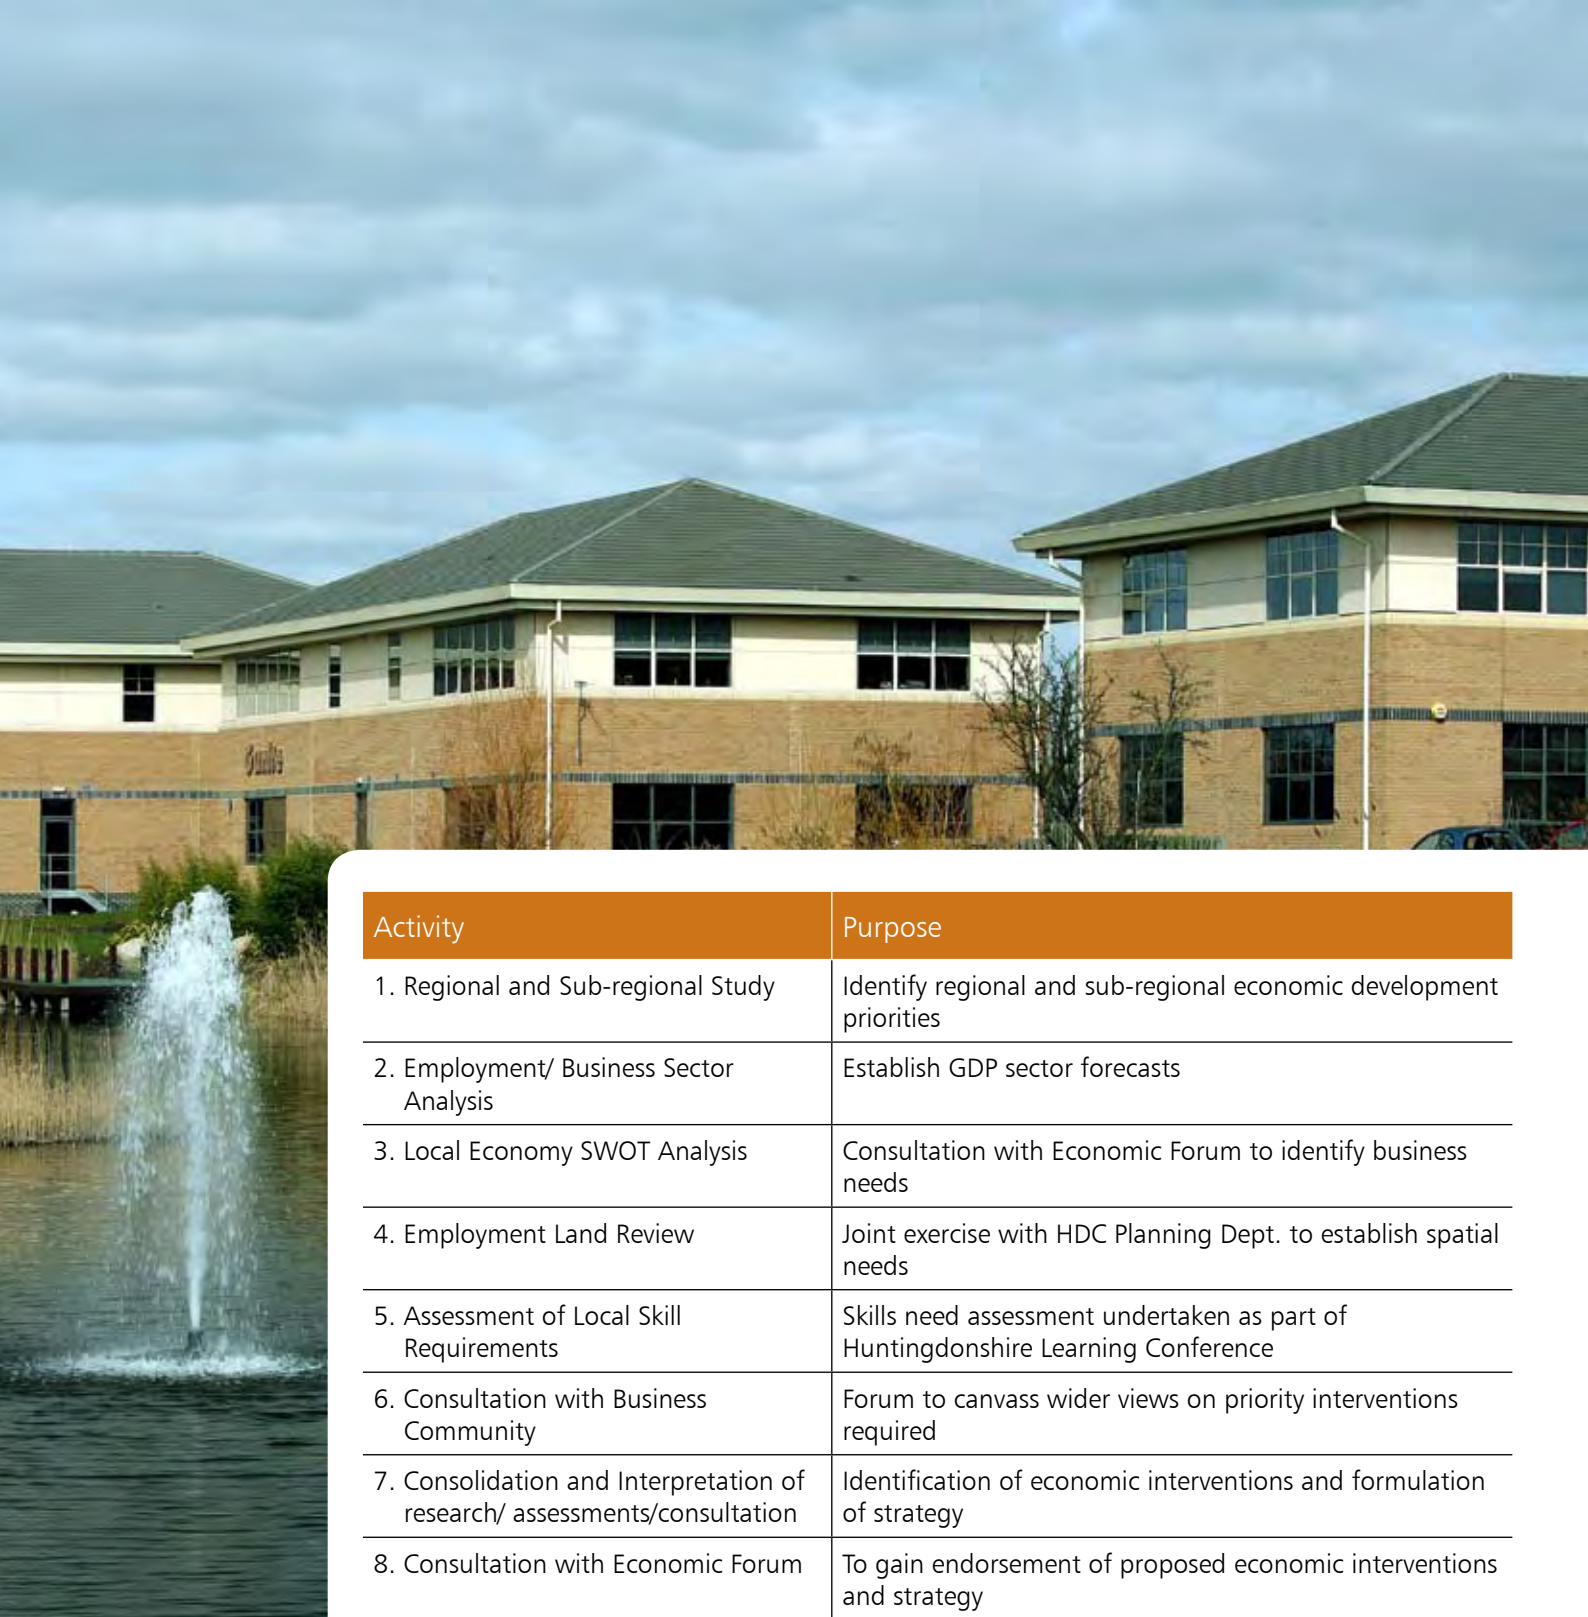 Activity
Purpose
1. Regional and Sub-regional Study
Identify regional and sub-regional economic development
priorities
2. Employment/ Business Sector
Analysis
Establish GDP sector forecasts
3. Local Economy SWOT Analysis
Consultation with Economic Forum to identify business
needs
4. Employment Land Review
Joint exercise with HDC Planning Dept. to establish spatial
needs
5. Assessment of Local Skill
Requirements
Skills need assessment undertaken as part of
Huntingdonshire Learning Conference
6. Consultation with Business
Community
Forum to canvass wider views on priority interventions
required
7. Consolidation and Interpretation of
research/ assessments/consultation
Identification of economic interventions and formulation
of strategy
8. Consultation with Economic Forum
To gain endorsement of proposed economic interventions
and strategy